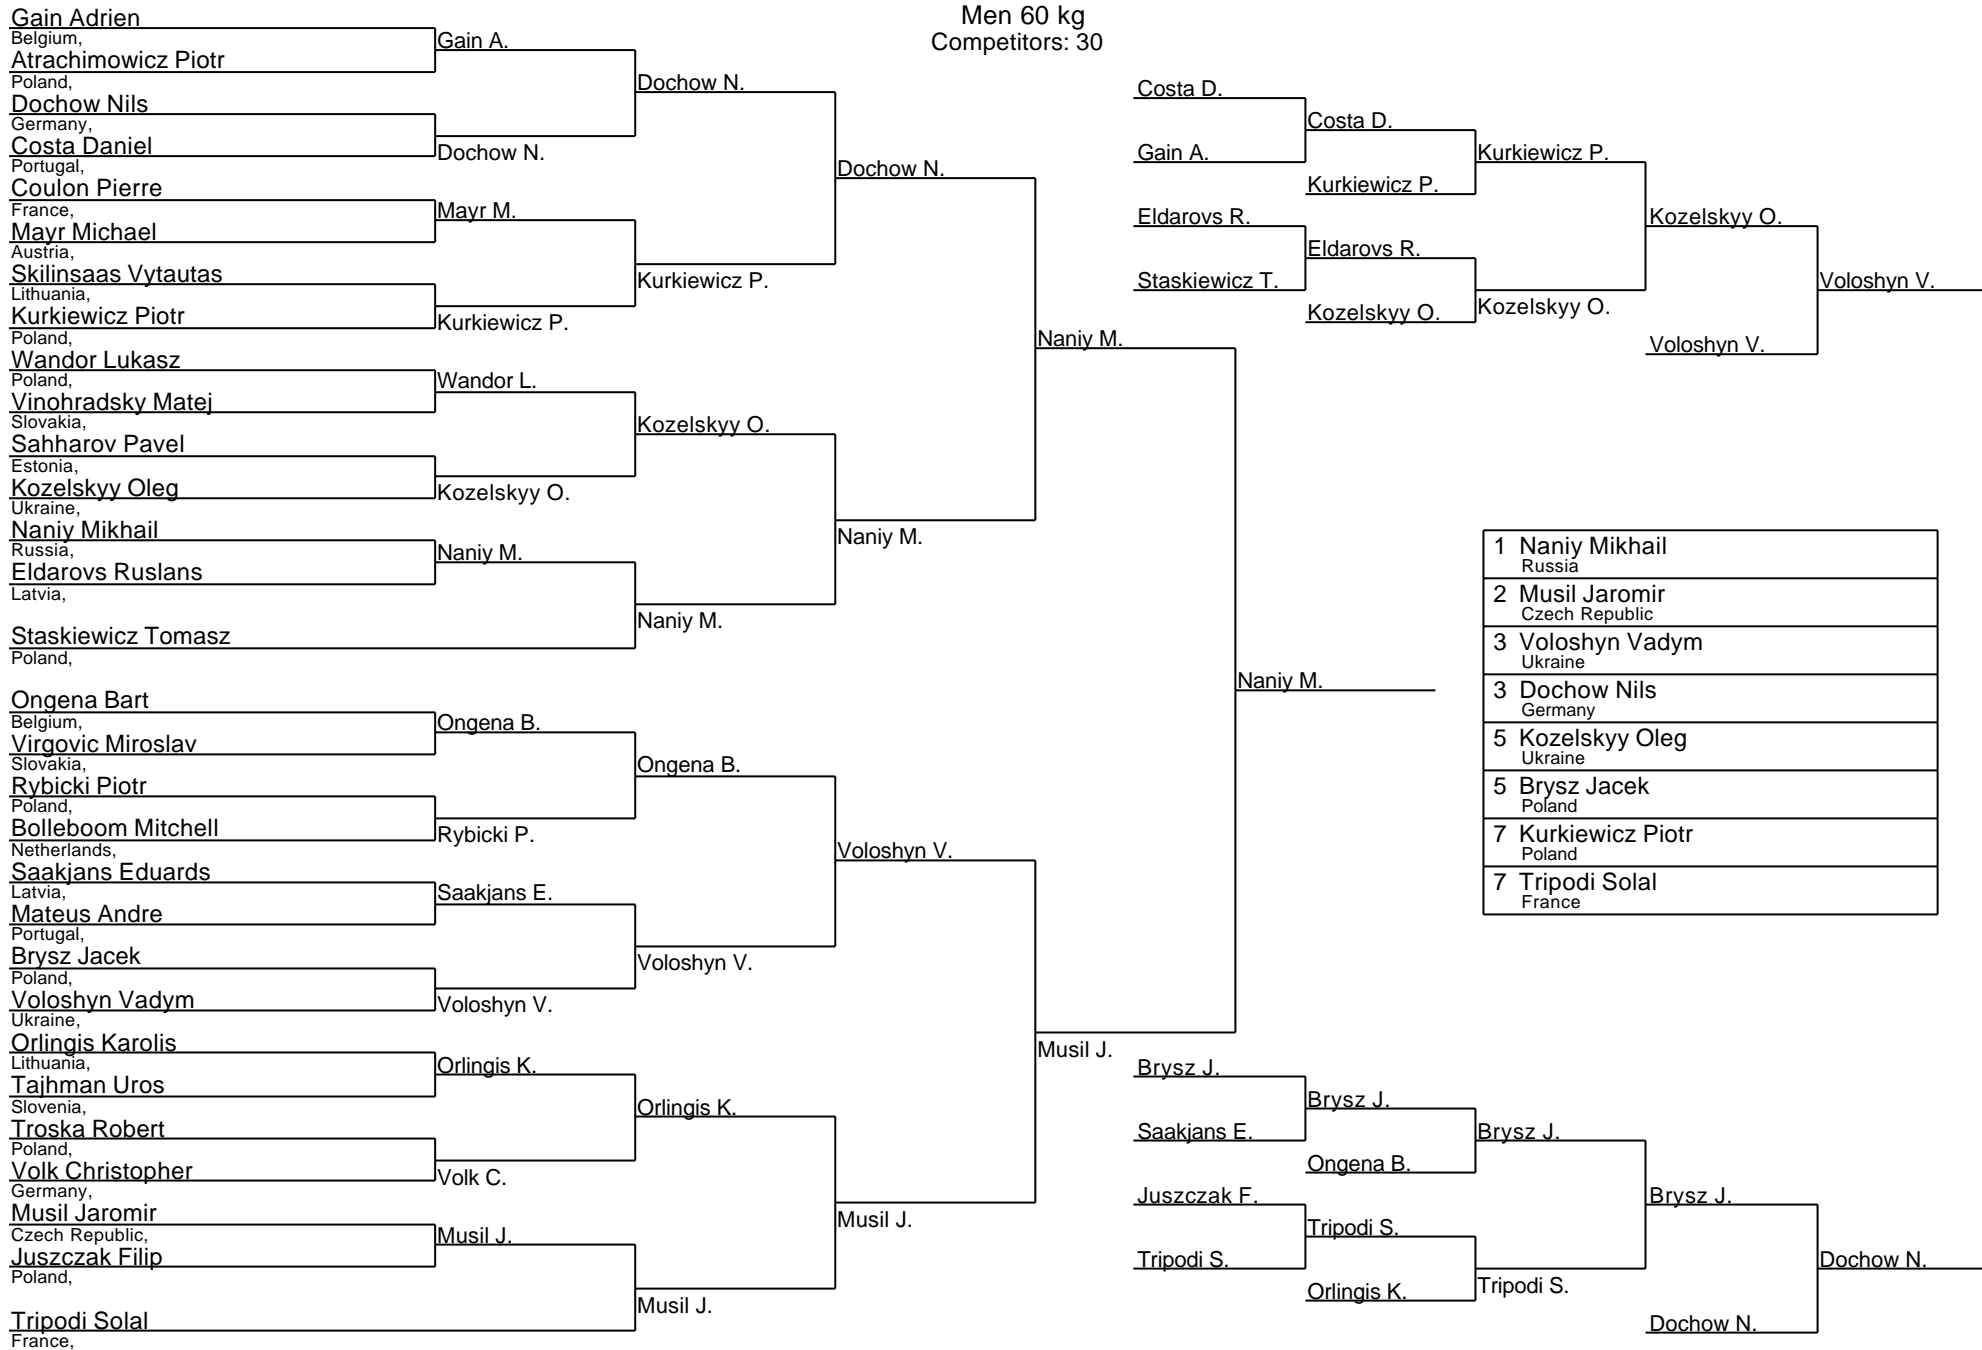 Men 60 kg
Competitors: 30
Gain Adrien
Belgium,
Atrachimowicz Piotr
Poland,
Dochow Nils
Germany,
Costa Daniel
Portugal,
Coulon Pierre
France,
Mayr Michael
Austria,
Skilinsaas Vytautas
Lithuania,
Kurkiewicz Piotr
Poland,
Wandor Lukasz
Poland,
Vinohradsky Matej
Slovakia,
Sahharov Pavel
Estonia,
Kozelskyy Oleg
Ukraine,
Naniy Mikhail
Russia,
Eldarovs Ruslans
Latvia,
Staskiewicz Tomasz
Poland,
Ongena Bart
Belgium,
Virgovic Miroslav
Slovakia,
Rybicki Piotr
Poland,
Bolleboom Mitchell
Netherlands,
Saakjans Eduards
Latvia,
Mateus Andre
Portugal,
Brysz Jacek
Poland,
Voloshyn Vadym
Ukraine,
Orlingis Karolis
Lithuania,
Tajhman Uros
Slovenia,
Troska Robert
Poland,
Volk Christopher
Germany,
Musil Jaromir
Czech Republic,
Juszczak Filip
Poland,
Tripodi Solal
France,
Gain A.
Dochow N.
Mayr M.
Kurkiewicz P.
Wandor L.
Kozelskyy O.
Naniy M.
Ongena B.
Rybicki P.
Saakjans E.
Voloshyn V.
Orlingis K.
Volk C.
Musil J.
Dochow N.
Kurkiewicz P.
Kozelskyy O.
Naniy M.
Ongena B.
Voloshyn V.
Orlingis K.
Musil J.
Dochow N.
Naniy M.
Voloshyn V.
Musil J.
Naniy M.
Musil J.
Naniy M.
Costa D.
Gain A.
Eldarovs R.
Staskiewicz T.
Costa D.
Kurkiewicz P.
Eldarovs R.
Kozelskyy O.
Kurkiewicz P.
Kozelskyy O.
Kozelskyy O.
Voloshyn V.
Voloshyn V.
1 Naniy Mikhail
Russia
2 Musil Jaromir
Czech Republic
3 Voloshyn Vadym
Ukraine
3 Dochow Nils
Germany
5 Kozelskyy Oleg
Ukraine
5 Brysz Jacek
Poland
7 Kurkiewicz Piotr
Poland
7 Tripodi Solal
France
Brysz J.
Saakjans E.
Juszczak F.
Tripodi S.
Brysz J.
Ongena B.
Tripodi S.
Orlingis K.
Brysz J.
Tripodi S.
Brysz J.
Dochow N.
Dochow N.